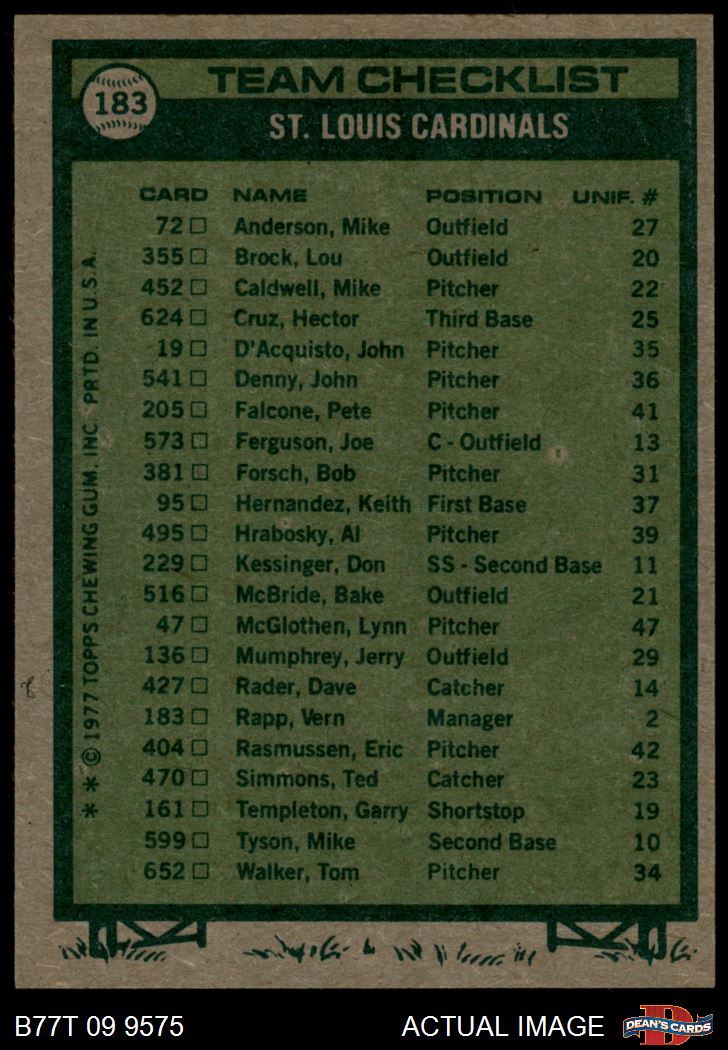 183
TEAM CHECKLIST
ST. LOUIS CARDINALS
CARD NAME POSITION UNIF. #
72 Anderson, Mike Outfield 27
355 Brock, Lou Outfield 20
452 Caldwell, Mike Pitcher 22
624 Cruz, Hector Third Base 25
19 D'Acquisto, John Pitcher 35
541 Denny, John Pitcher 36
205 Falcone, Pete Pitcher 41
573 Ferguson, Joe C - Outfield 13
381 Forsch, Bob Pitcher 31
95 Hernandez, Keith First Base 37
495 Hrabosky, Al Pitcher 39
229 Kessinger, Don SS - Second Base 11
516 McBride, Bake Outfield 21
47 McGlothen, Lynn Pitcher 47
136 Mumphrey, Jerry Outfield 29
427 Rader, Dave Catcher 14
183 Rapp, Vern Manager 2
404 Rasmussen, Eric Pitcher 42
470 Simmons, Ted Catcher 23
161 Templeton, Garry Shortstop 19
599 Tyson, Mike Second Base 10
652 Walker, Tom Pitcher 34
* * © 1977 TOPPS CHEWING GUM, INC. PRTD. IN U.S.A.
B77T 09 9575 ACTUAL IMAGE
DEAN'S CARDS